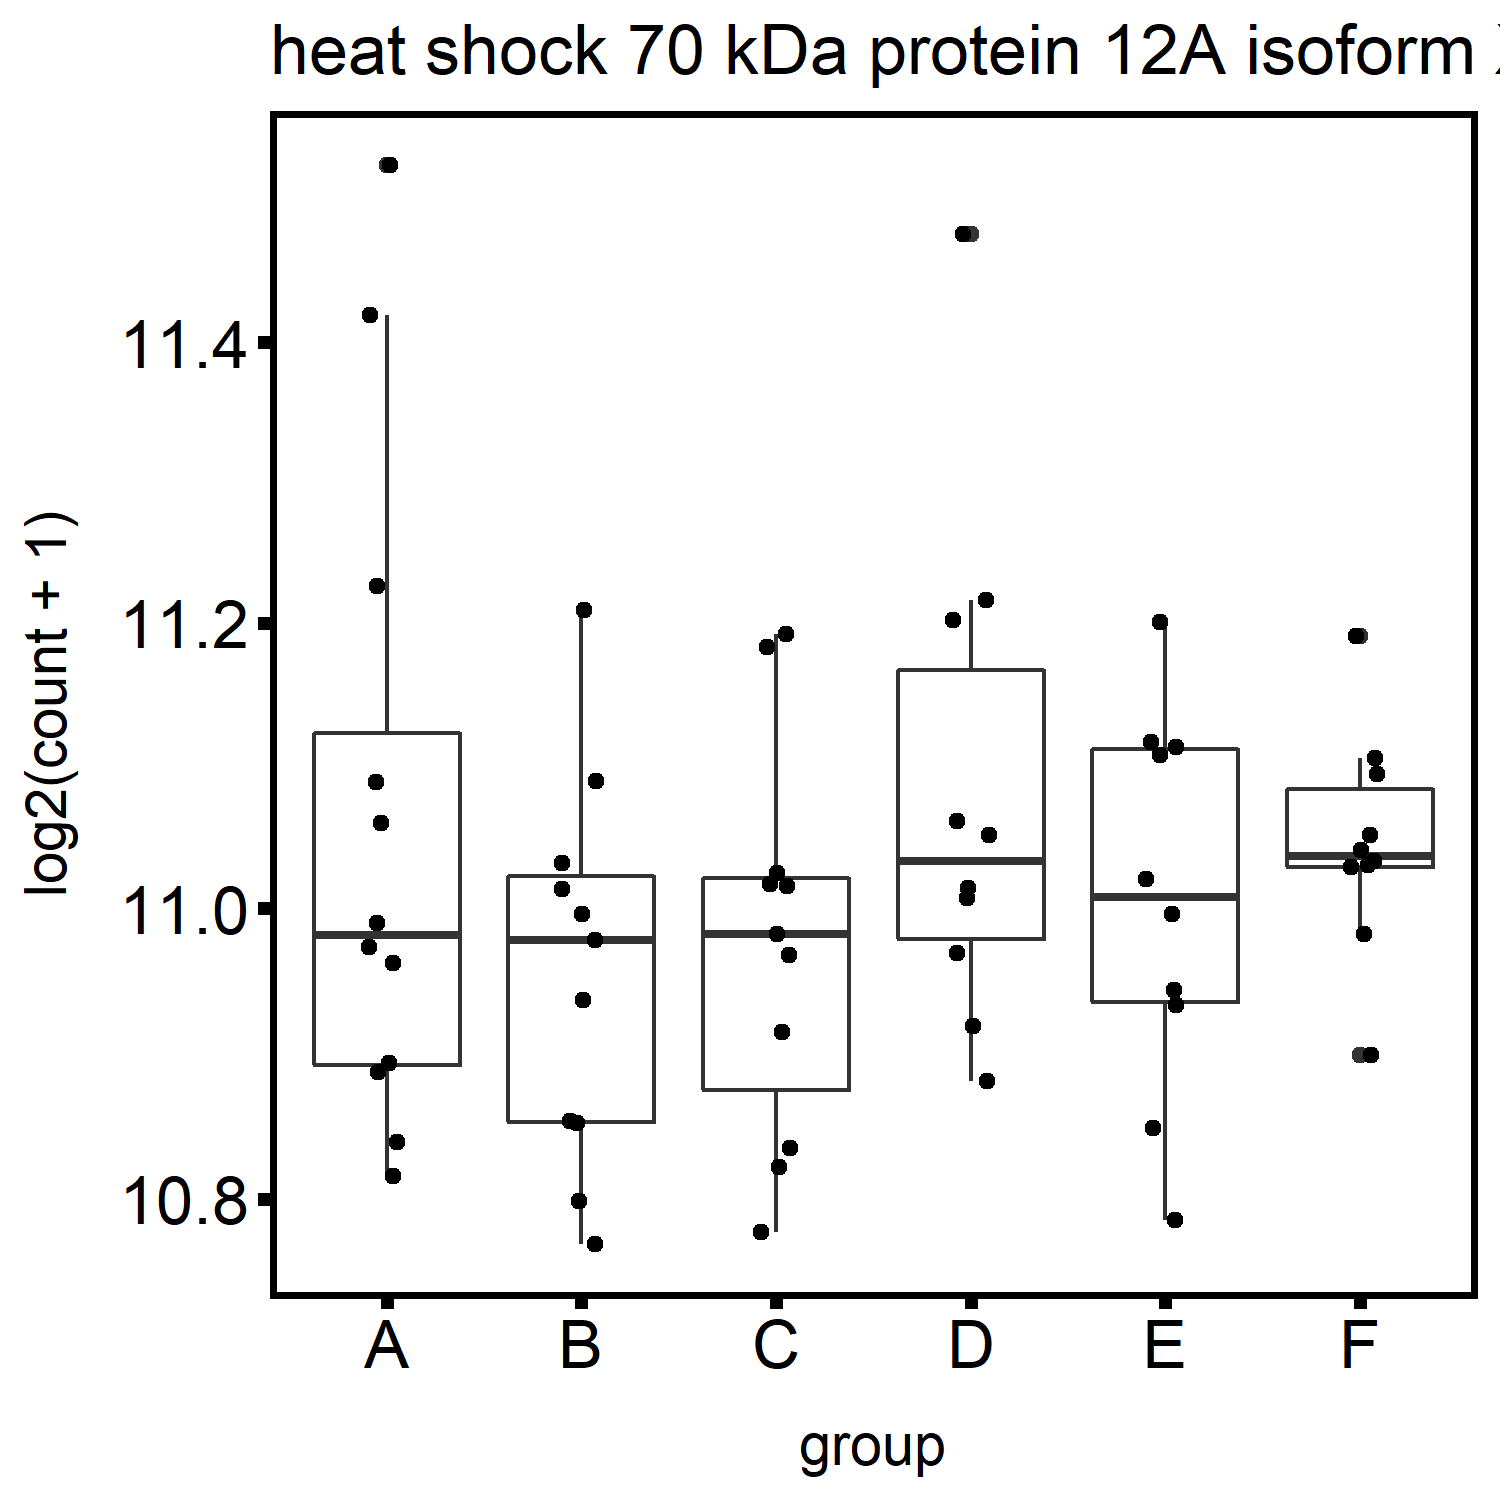 heat shock 70 kDa protein 12A isoform
log2(count + 1)
11.4
11.2
11.0
10.8
A B C D E F
group